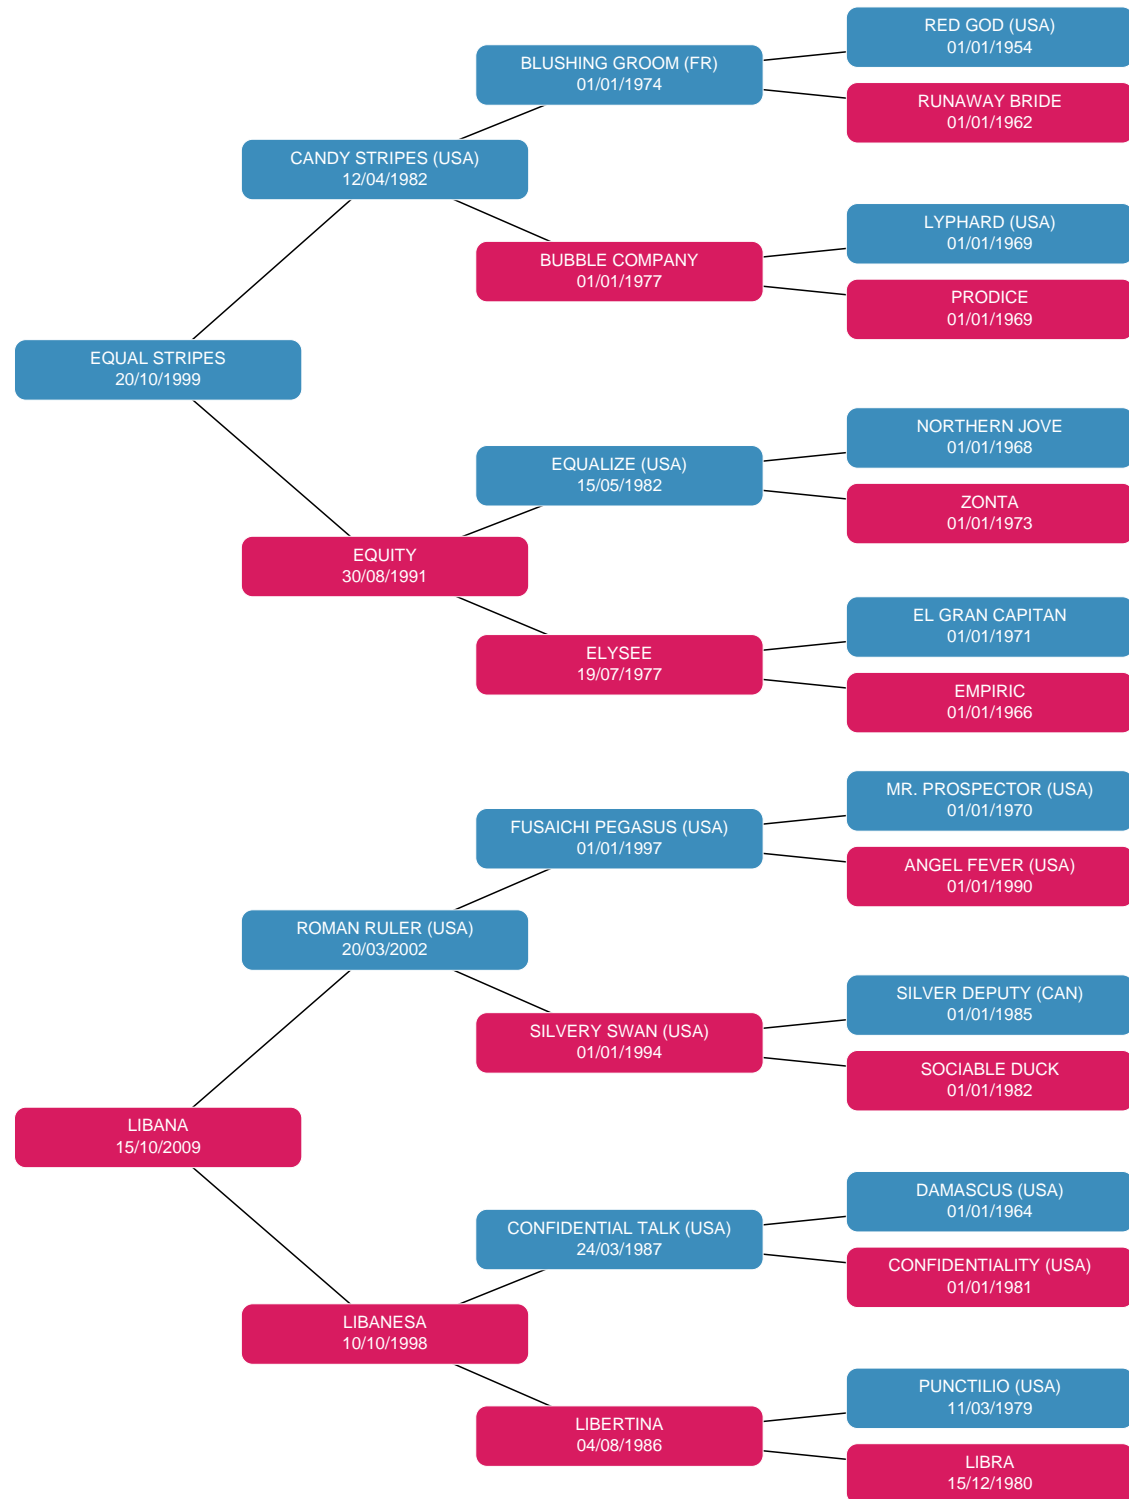 RED GOD (USA)
01/01/1954
BLUSHING GROOM (FR)
01/01/1974
RUNAWAY BRIDE
01/01/1962
CANDY STRIPES (USA)
12/04/1982
LYPHARD (USA)
01/01/1969
BUBBLE COMPANY
01/01/1977
PRODICE
01/01/1969
EQUAL STRIPES
20/10/1999
NORTHERN JOVE
01/01/1968
EQUALIZE (USA)
15/05/1982
ZONTA
01/01/1973
EQUITY
30/08/1991
EL GRAN CAPITAN
01/01/1971
ELYSEE
19/07/1977
EMPIRIC
01/01/1966
MR. PROSPECTOR (USA)
01/01/1970
FUSAICHI PEGASUS (USA)
01/01/1997
ANGEL FEVER (USA)
01/01/1990
ROMAN RULER (USA)
20/03/2002
SILVER DEPUTY (CAN)
01/01/1985
SILVERY SWAN (USA)
01/01/1994
SOCIABLE DUCK
01/01/1982
LIBANA
15/10/2009
DAMASCUS (USA)
01/01/1964
CONFIDENTIAL TALK (USA)
24/03/1987
CONFIDENTIALITY (USA)
01/01/1981
LIBANESA
10/10/1998
PUNCTILIO (USA)
11/03/1979
LIBERTINA
04/08/1986
LIBRA
15/12/1980